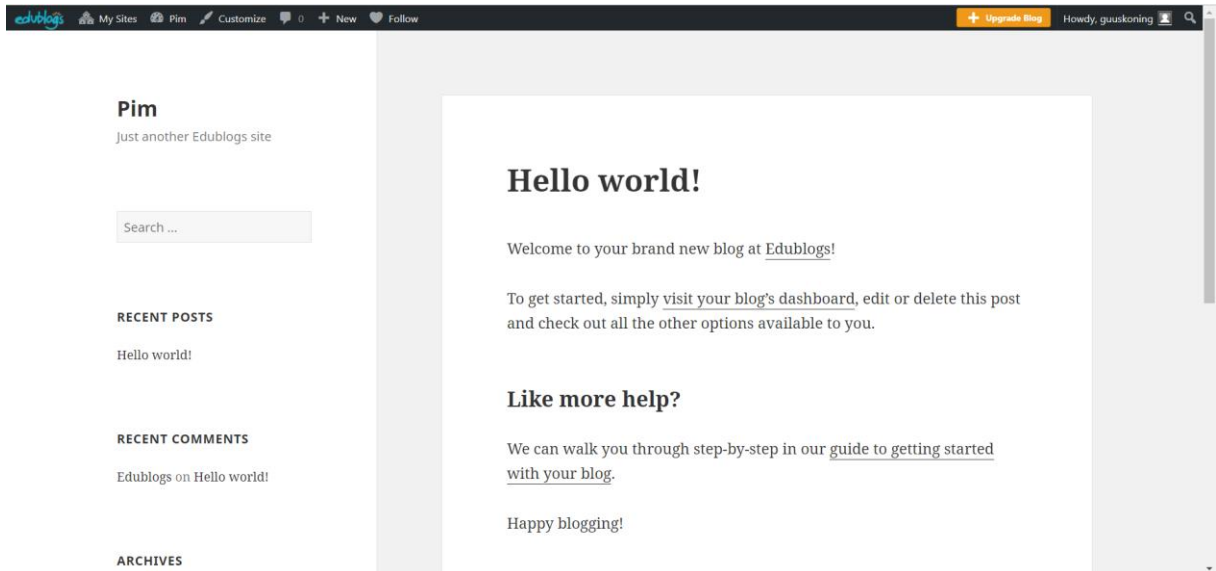 edublogs My Sites Pim Customize 0 New Follow Upgrade Blog Howdy, guuskoning
Pim
Just another Edublogs site
Search ...
RECENT POSTS
Hello world!
RECENT COMMENTS
Edublogs on Hello world!
ARCHIVES
Hello world!
Welcome to your brand new blog at Edublogs!
To get started, simply visit your blog's dashboard, edit or delete this post
and check out all the other options available to you.
Like more help?
We can walk you through step-by-step in our guide to getting started
with your blog.
Happy blogging!